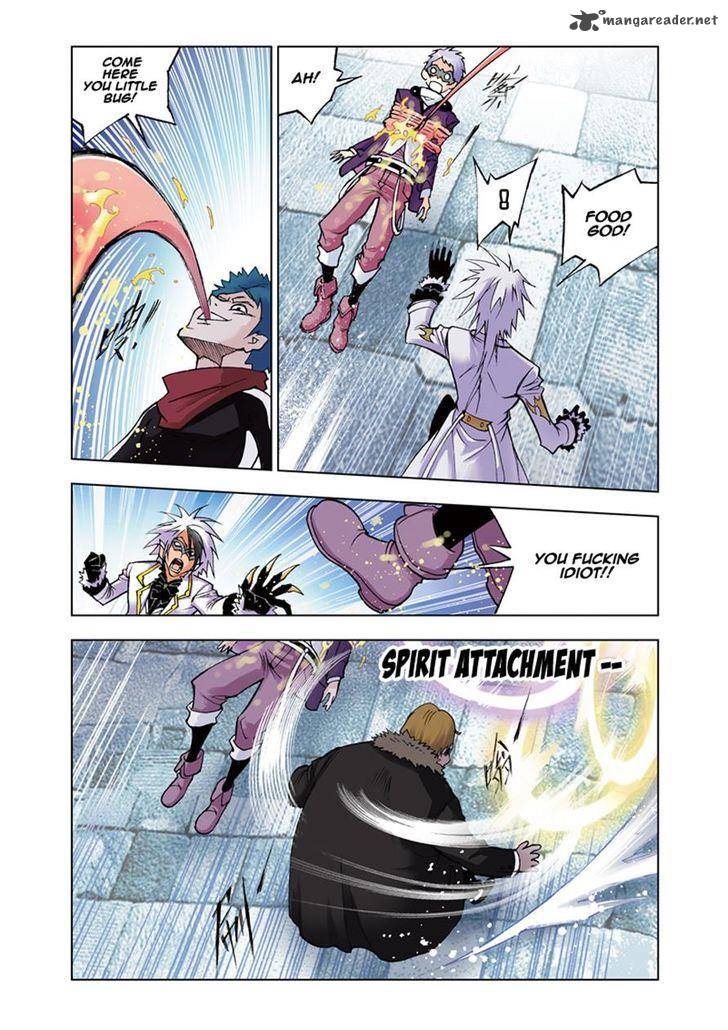 mangareader.net
COME
HERE
YOU LITTLE
BUG!
AH!
!
FOOD
GOD!
YOU FUCKING
IDIOT!!
SPIRIT ATTACHMENT --